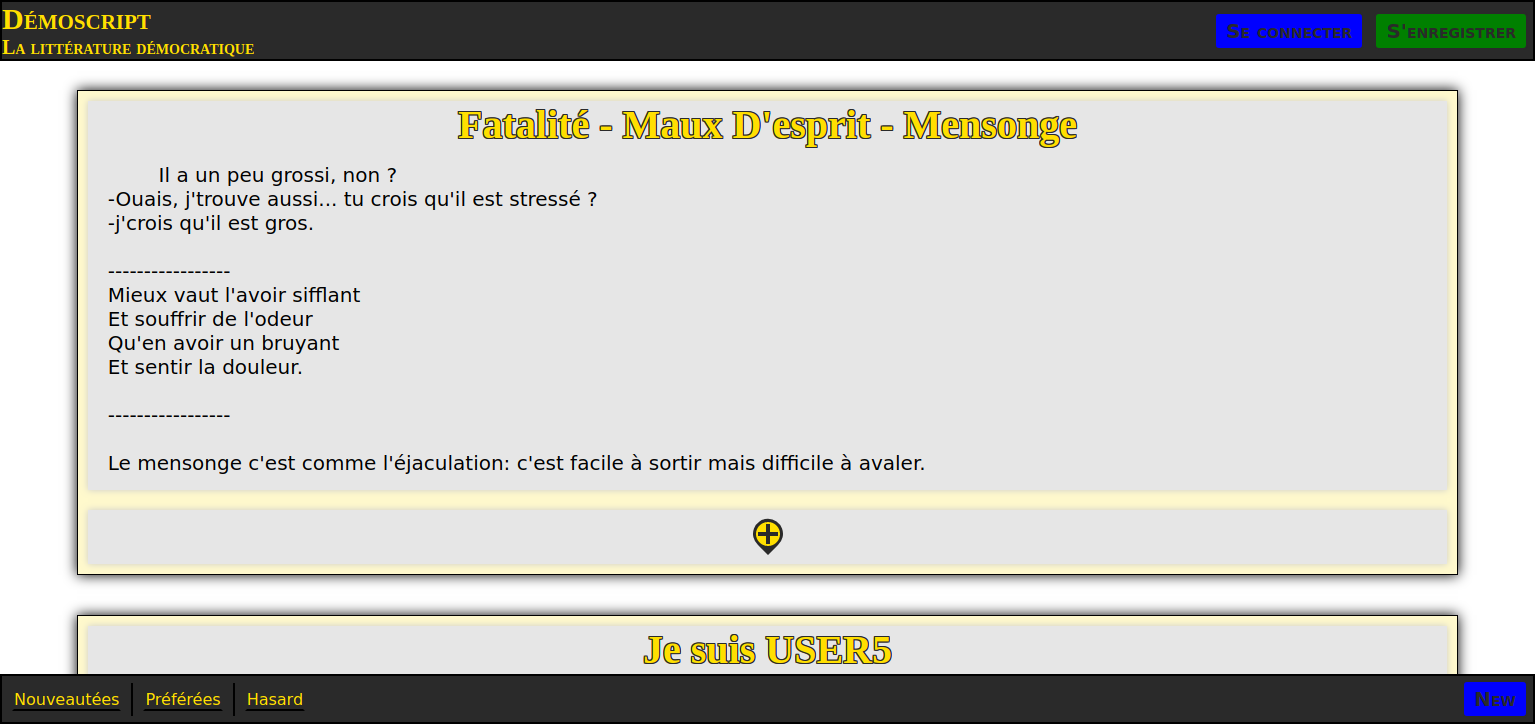 Démoscript
La littérature démocratique
Se connecter
S'enregistrer
Fatalité - Maux D'esprit - Mensonge
Il a un peu grossi, non ?
-Ouais, j'trouve aussi... tu crois qu'il est stressé ?
-j'crois qu'il est gros.
-----------------
Mieux vaut l'avoir sifflant
Et souffrir de l'odeur
Qu'en avoir un bruyant
Et sentir la douleur.
-----------------
Le mensonge c'est comme l'éjaculation: c'est facile à sortir mais difficile à avaler.
Je suis USER5
Nouveautées
Préférées
Hasard
New